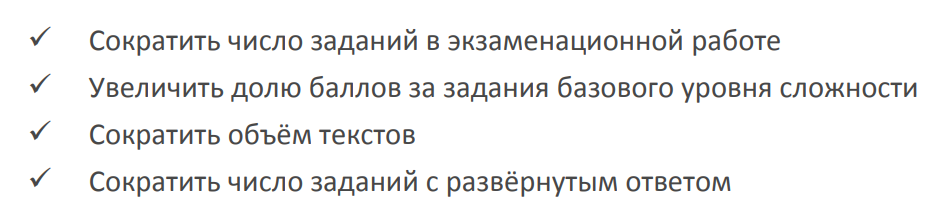 ✓ Сократить число заданий в экзаменационной работе
✓ Увеличить долю баллов за задания базового уровня сложности
✓ Сократить объём текстов
✓ Сократить число заданий с развёрнутым ответом